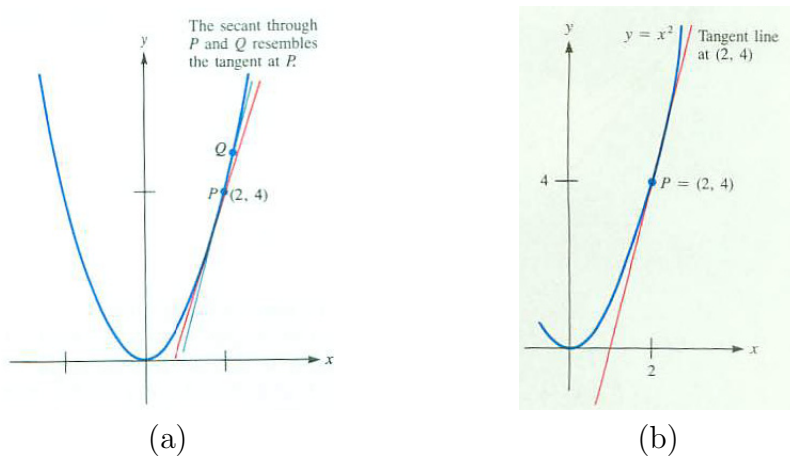 The secant through
P and Q resembles
the tangent at P.
y
Q
P (2, 4)
x
(a)
y
y = x²
Tangent line
at (2, 4)
4
P = (2, 4)
x
2
(b)